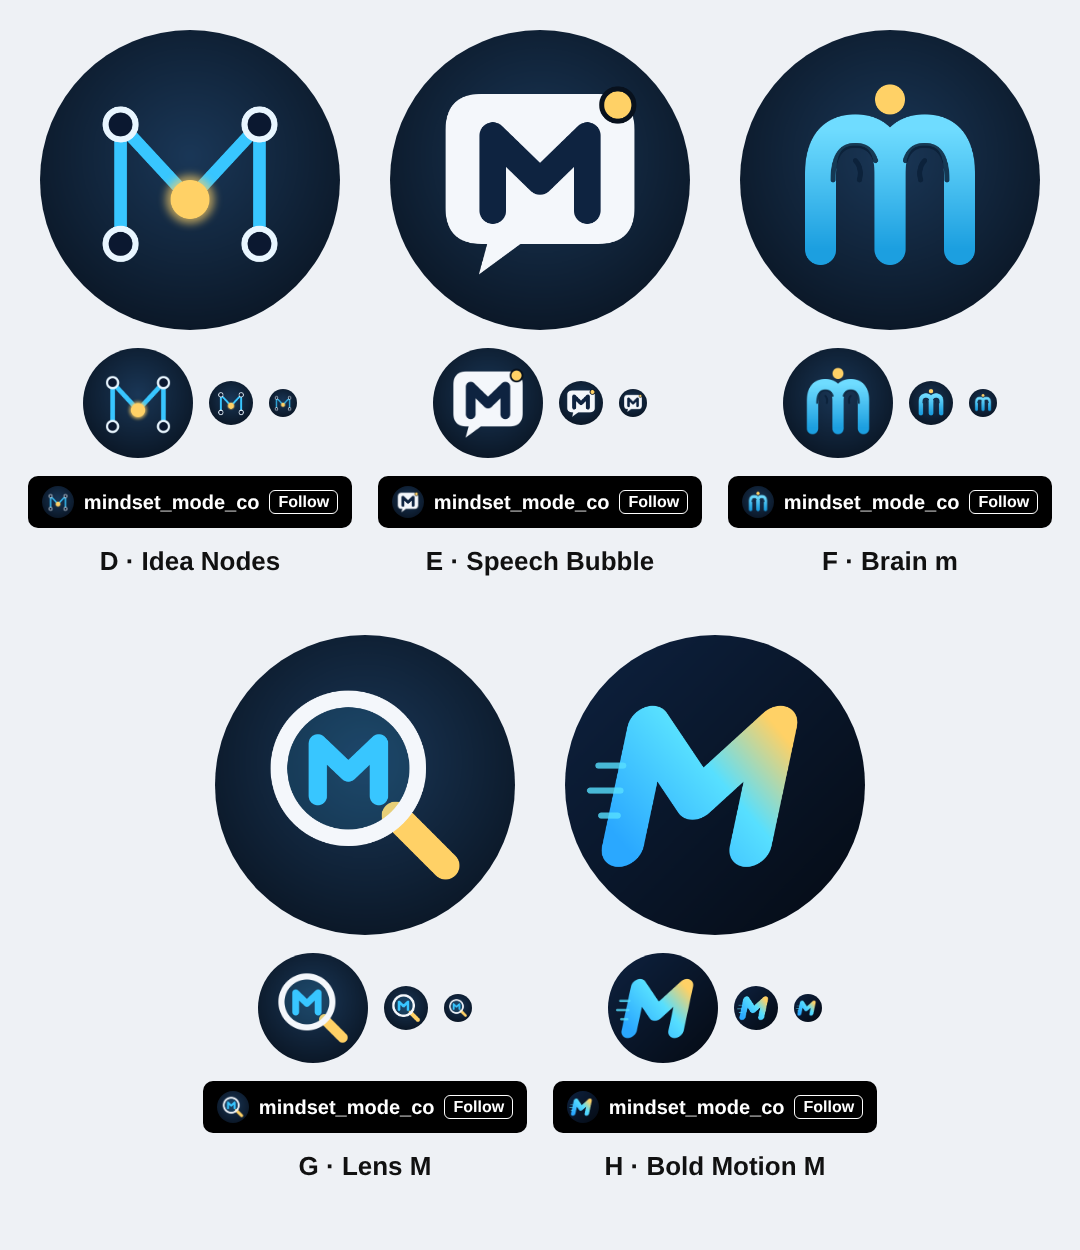 M
M
m
mindset_mode_co Follow
mindset_mode_co Follow
mindset_mode_co Follow
D · Idea Nodes
E · Speech Bubble
F · Brain m
M
M
mindset_mode_co Follow
mindset_mode_co Follow
G · Lens M
H · Bold Motion M